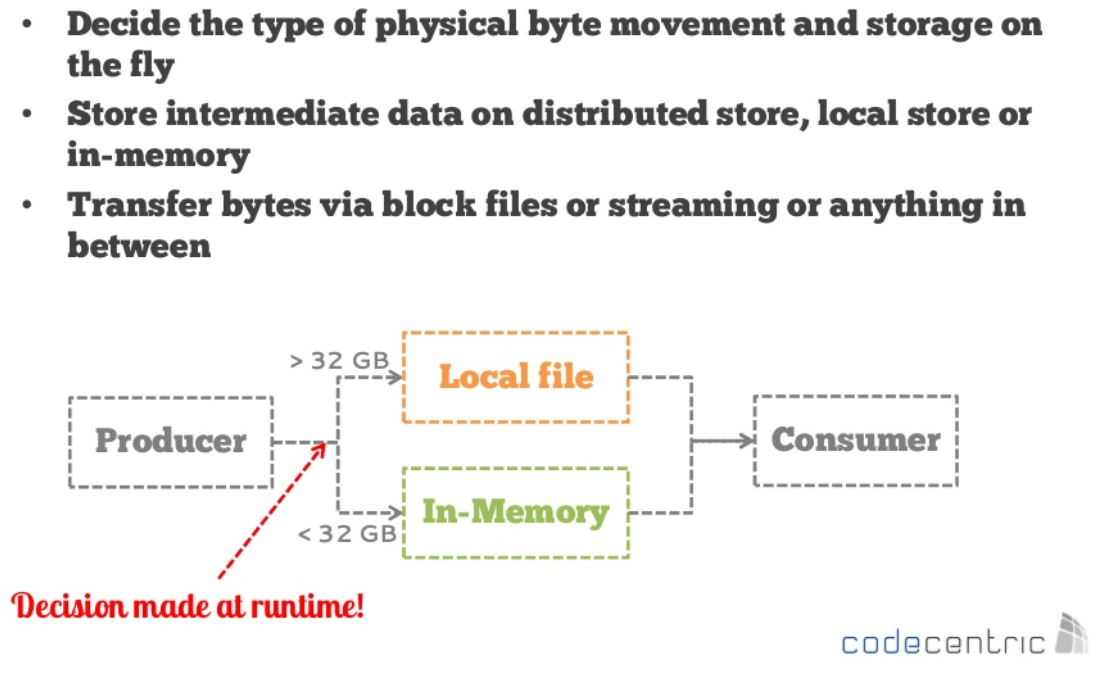 • Decide the type of physical byte movement and storage on
the fly
• Store intermediate data on distributed store, local store or
in-memory
• Transfer bytes via block files or streaming or anything in
between
> 32 GB
Local file
Producer
Consumer
In-Memory
< 32 GB
Decision made at runtime!
codecentric